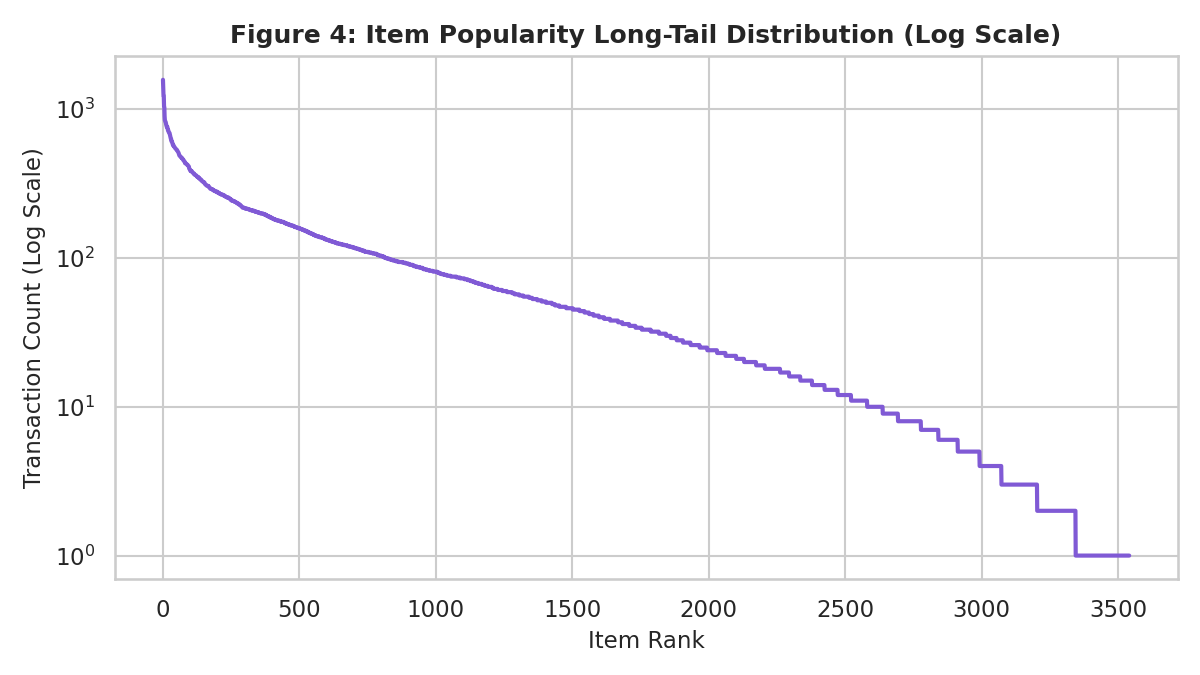 Figure 4: Item Popularity Long-Tail Distribution (Log Scale)
Transaction Count (Log Scale)
10³
10²
10¹
10⁰
0 500 1000 1500 2000 2500 3000 3500
Item Rank